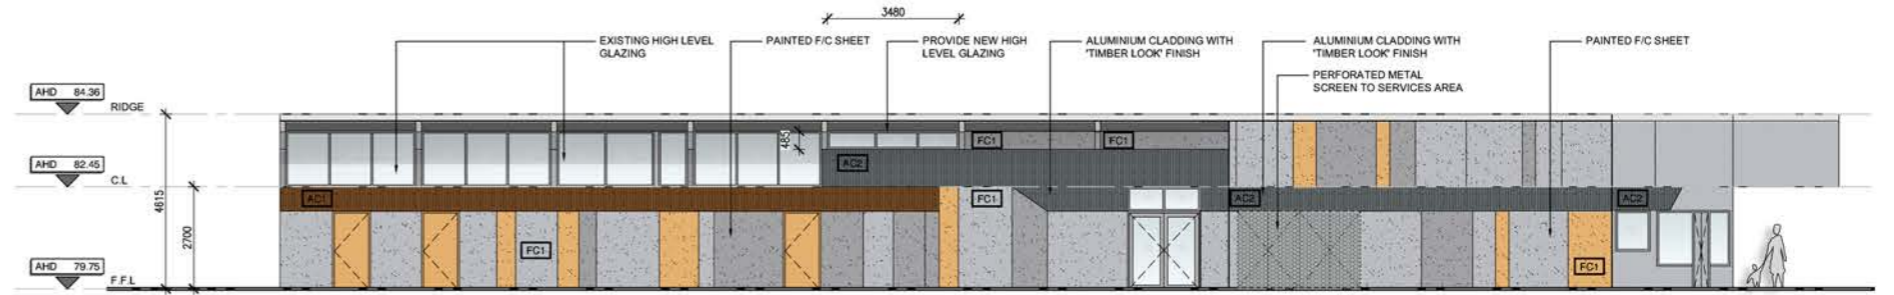 3480
EXISTING HIGH LEVEL
GLAZING
PAINTED F/C SHEET
PROVIDE NEW HIGH
LEVEL GLAZING
ALUMINIUM CLADDING WITH
'TIMBER LOOK' FINISH
ALUMINIUM CLADDING WITH
'TIMBER LOOK' FINISH
PERFORATED METAL
SCREEN TO SERVICES AREA
PAINTED F/C SHEET
AHD 84.36
RIDGE
AHD 82.45
C.L
AHD 79.75
F.F.L
4615
2700
AC1
FC1
AC2
FC1
FC1
FC1
AC2
AC2
FC1